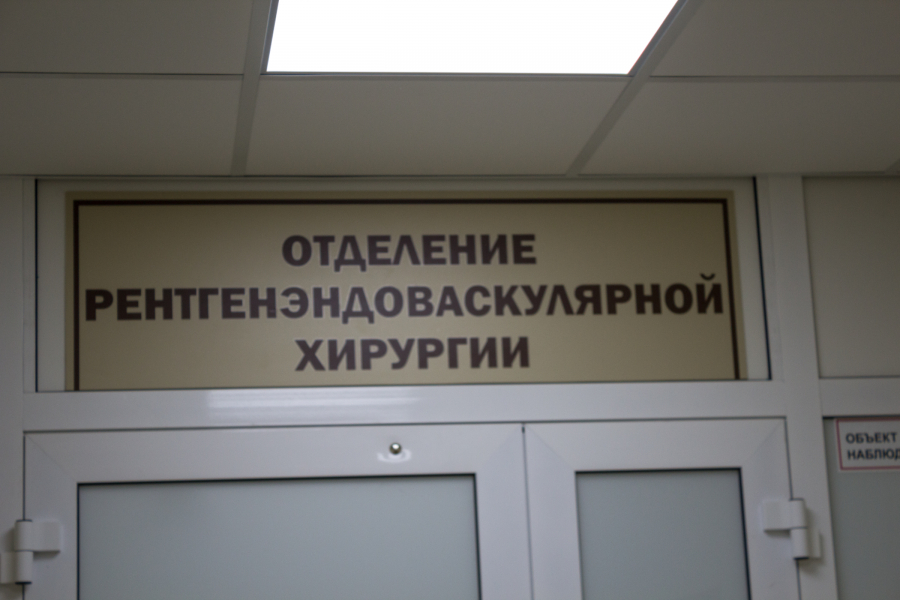 ОТДЕЛЕНИЕ
РЕНТГЕНЭНДОВАСКУЛЯРНОЙ
ХИРУРГИИ
ОБЪЕКТ